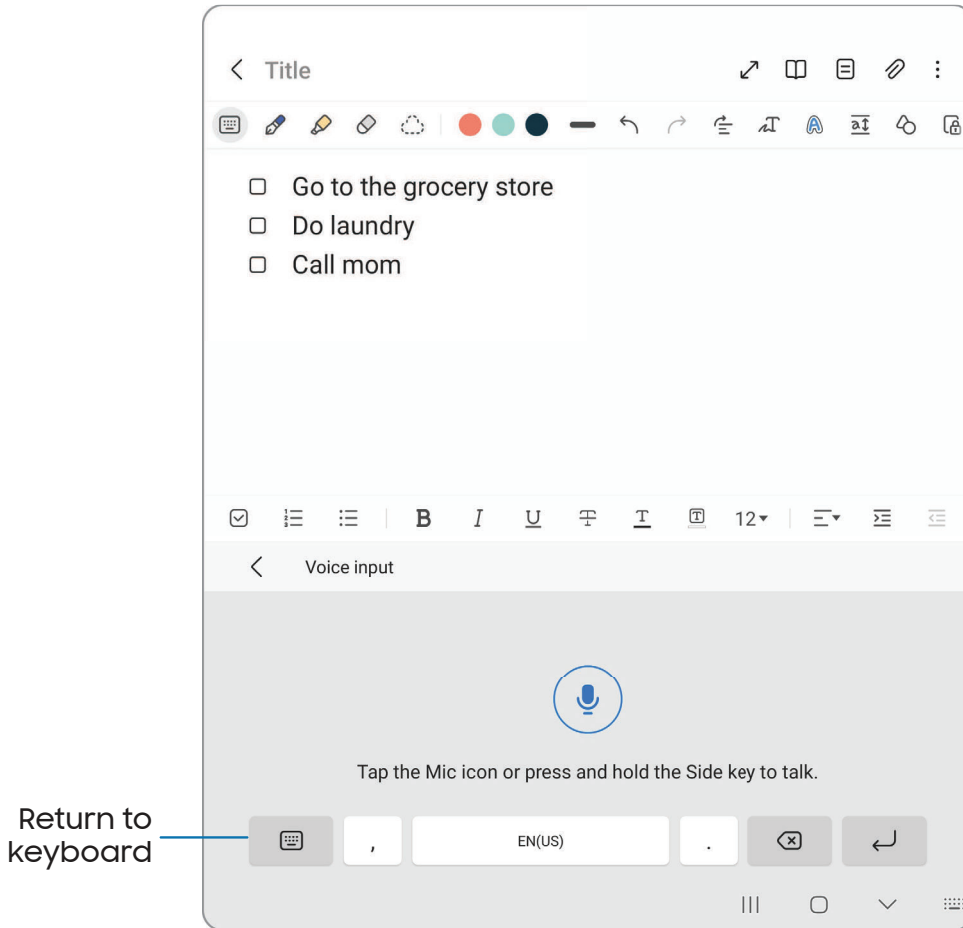 Title
Go to the grocery store
Do laundry
Call mom
B I U T T T 12
Voice input
Tap the Mic icon or press and hold the Side key to talk.
Return to
keyboard
, EN(US) .